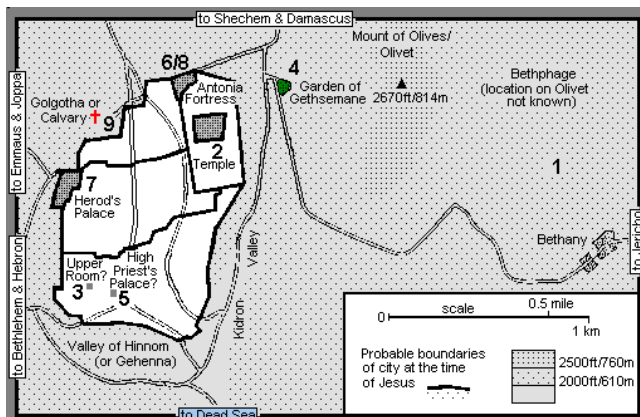 to Shechem & Damascus
Mount of Olives/
Olivet
2670ft/814m
Bethphage
(location on Olivet
not known)
1
6/8
4
Antonia
Fortress
Garden of
Gethsemane
to Emmaus & Joppa
Golgotha or
Calvary
9
2
Temple
7
Herod's
Palace
Bethany
to Jericho
Upper
Room?
3
High
Priest's
Palace?
5
Kidron
Valley
to Bethlehem & Hebron
Valley of Hinnom
(or Gehenna)
to Dead Sea
scale
0
0.5 mile
1 km
Probable boundaries
of city at the time
of Jesus
2500ft/760m
2000ft/610m